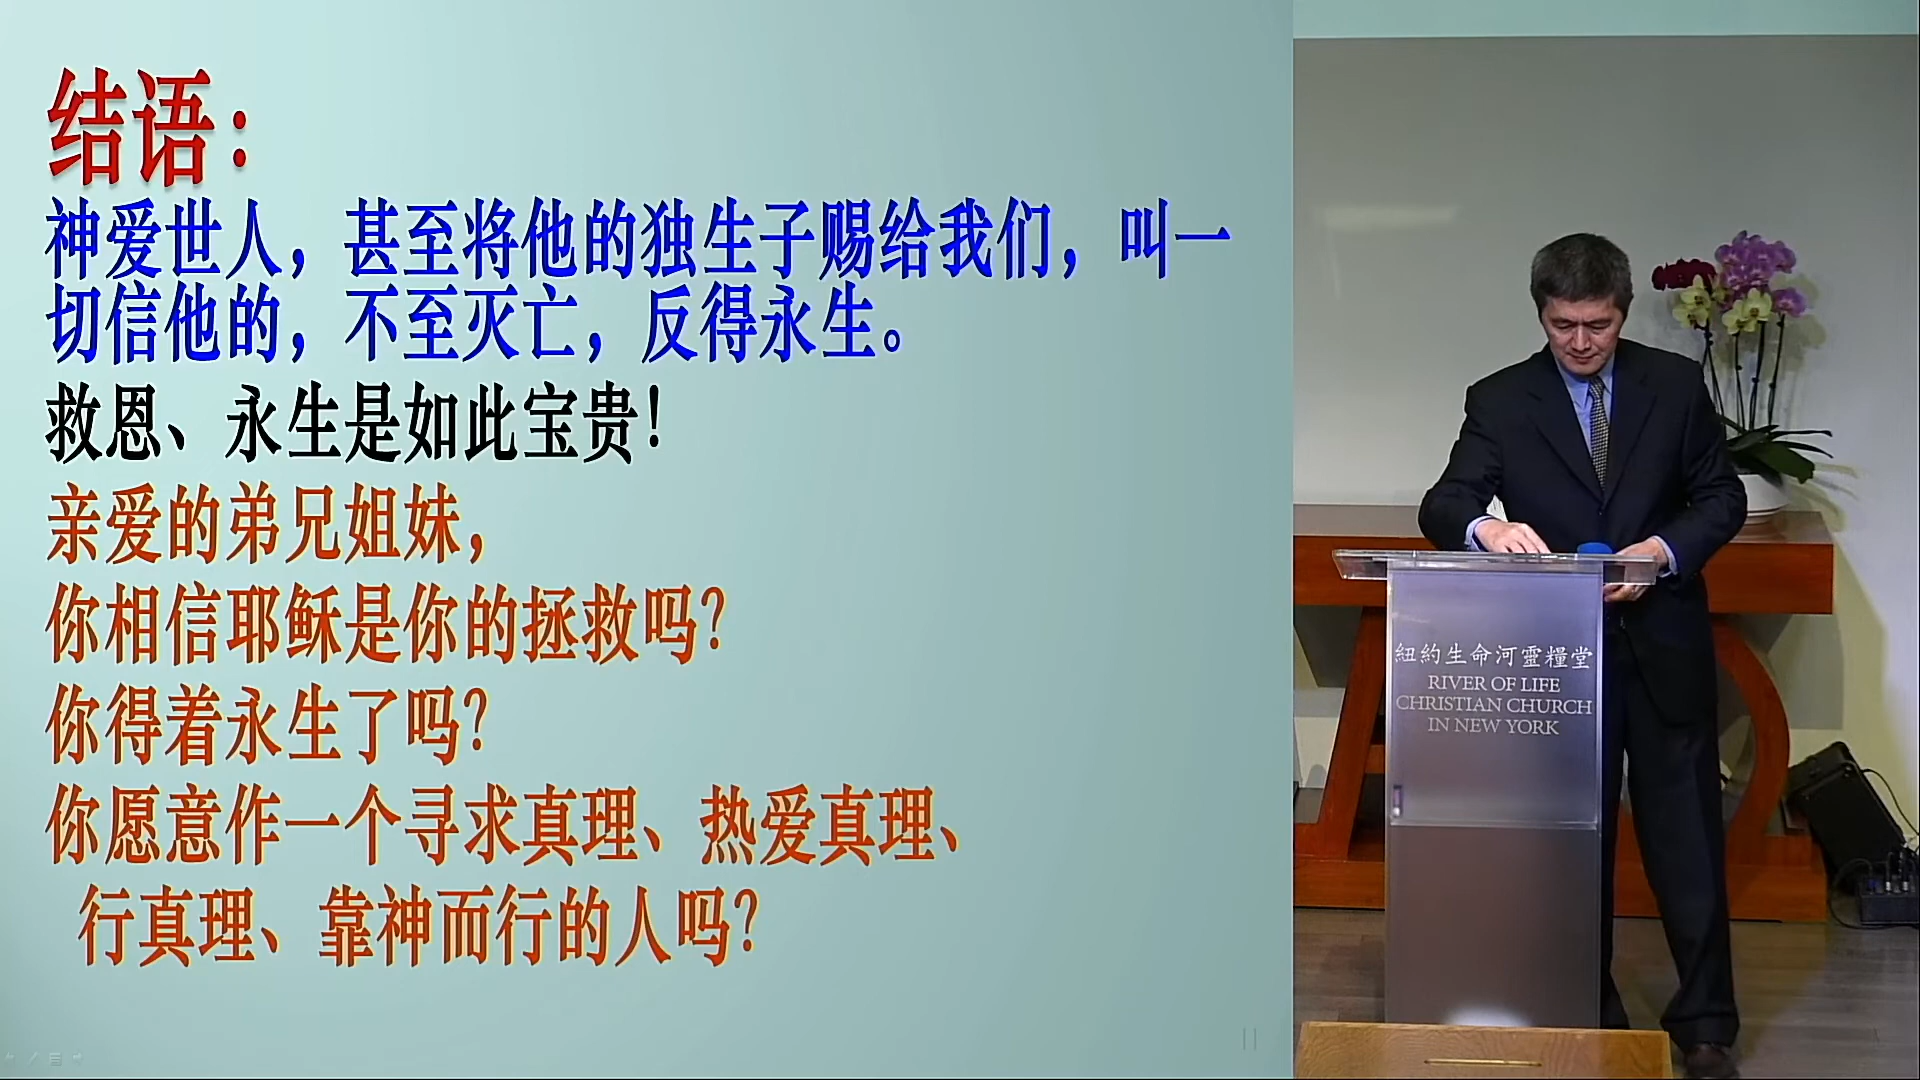 结语：
神爱世人，甚至将他的独生子赐给我们，叫一
切信他的，不至灭亡，反得永生。
救恩、永生是如此宝贵！
亲爱的弟兄姐妹，
你相信耶稣是你的拯救吗？
你得着永生了吗？
你愿意作一个寻求真理、热爱真理、
行真理、靠神而行的人吗？
紐約生命河靈糧堂
RIVER OF LIFE
CHRISTIAN CHURCH
IN NEW YORK